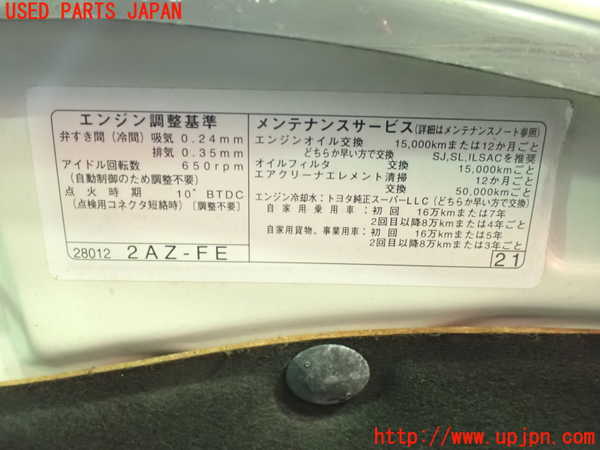 USED PARTS JAPAN
エンジン調整基準
弁すき間(冷間)吸気 0.24mm
排気 0.35mm
アイドル回転数 650rpm
(自動制御のため調整不要)
点火時期 10°BTDC
(点検用コネクタ短絡時)(調整不要)
28012 2AZ-FE
メンテナンスサービス(詳細はメンテナンスノート参照)
エンジンオイル交換 15,000kmまたは12か月ごと
どちらか早い方で交換 SJ,SL,ILSACを推奨
オイルフィルタ 交換 15,000kmごと
エアクリーナエレメント清掃 12か月ごと
交換 50,000kmごと
エンジン冷却水:トヨタ純正スーパーLLC(どちらか早い方で交換)
自家用乗用車:初回 16万kmまたは7年
2回目以降8万kmまたは4年ごと
自家用貨物、事業用車:初回 16万kmまたは5年
2回目以降8万kmまたは3年ごと
21
http://www.upjpn.com/